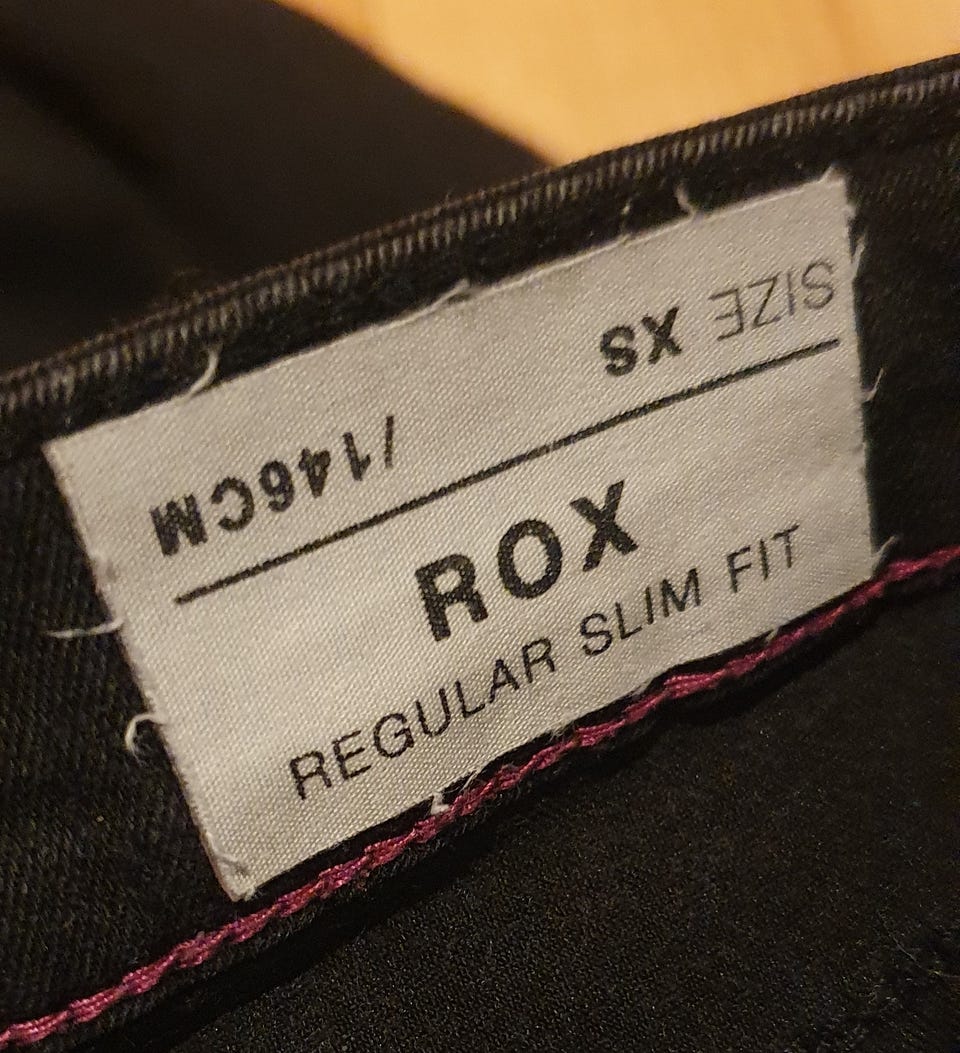 SIZE XS /146CM
ROX
REGULAR SLIM FIT